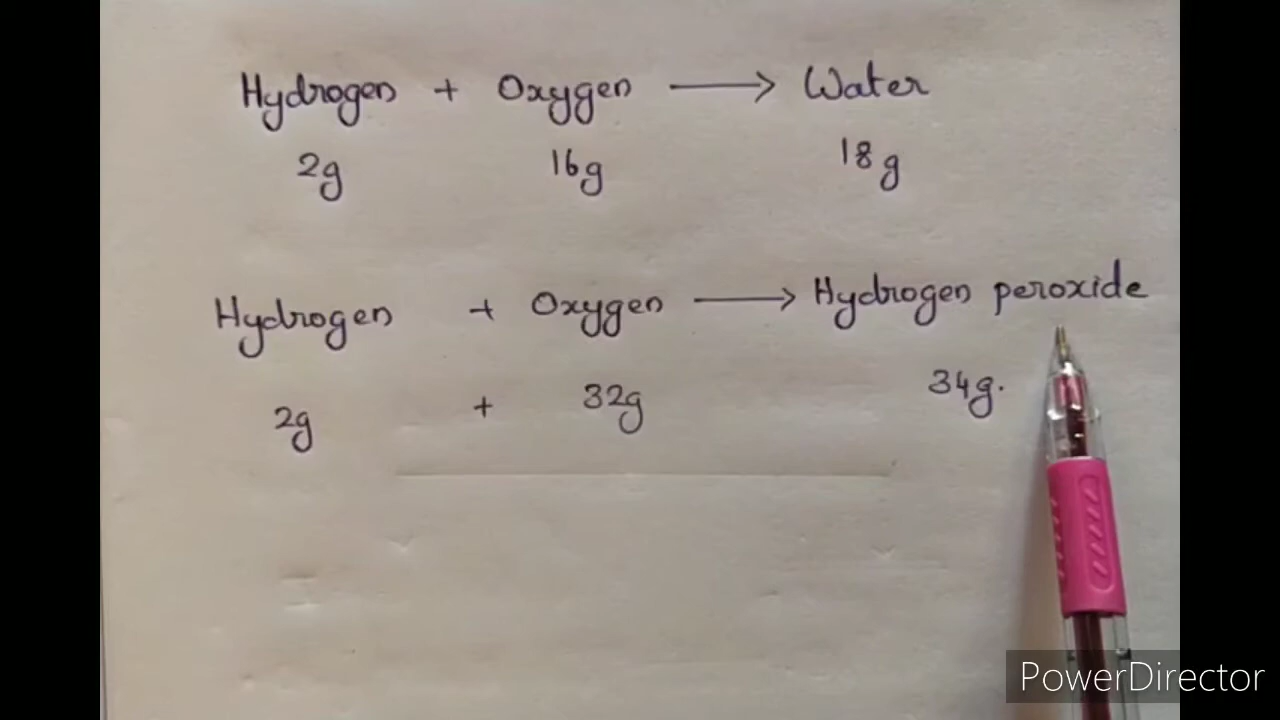 Hydrogen + Oxygen ⟶ Water
2g 16g 18g
Hydrogen + Oxygen ⟶ Hydrogen peroxide
2g + 32g 34g.
PowerDirector